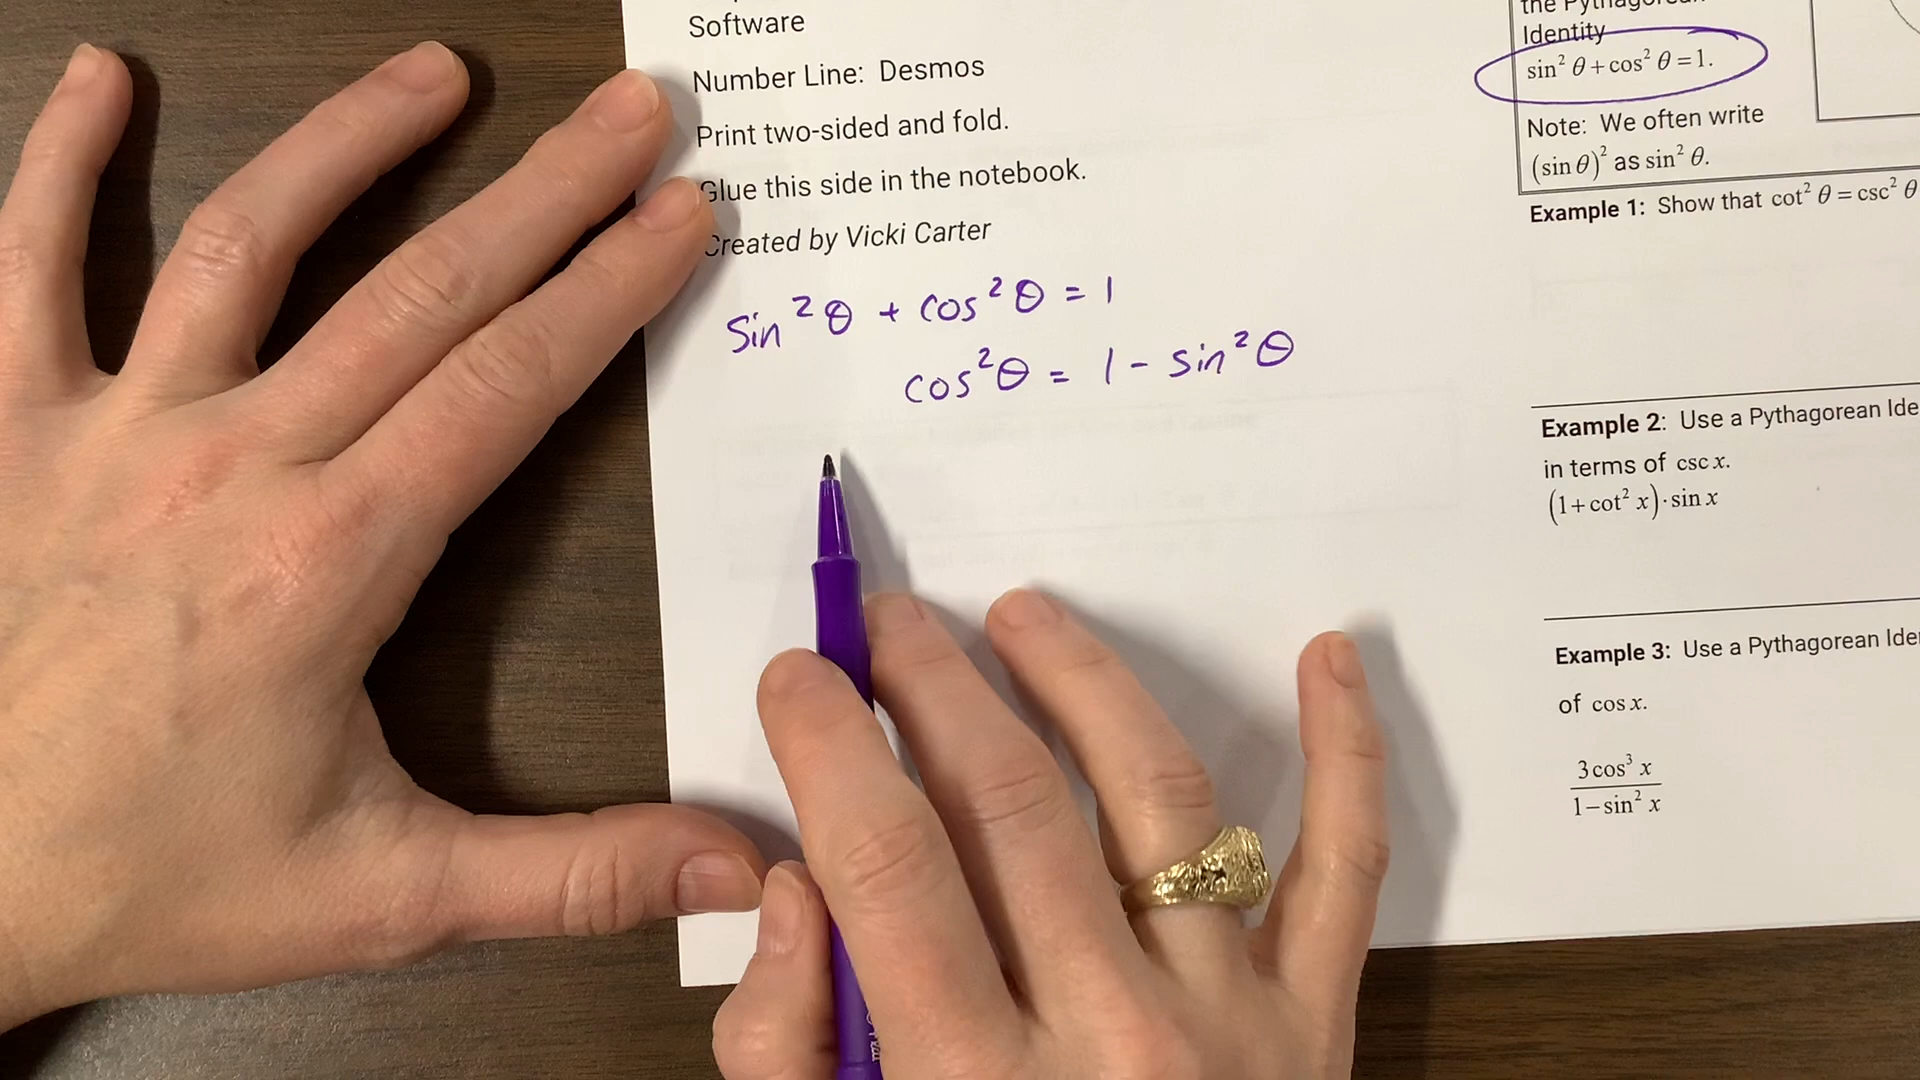 Software
Number Line: Desmos
Print two-sided and fold.
Glue this side in the notebook.
Created by Vicki Carter
sin²θ + cos²θ = 1
cos²θ = 1 - sin²θ
the
Identity
sin² θ + cos² θ = 1.
Note: We often write
(sin θ)² as sin² θ.
Example 1: Show that cot² θ = csc² θ
Example 2: Use a Pythagorean
in terms of csc x.
(1 + cot² x) · sin x
Example 3: Use a Pythagorean
of cos x.
3 cos³ x
1 – sin² x